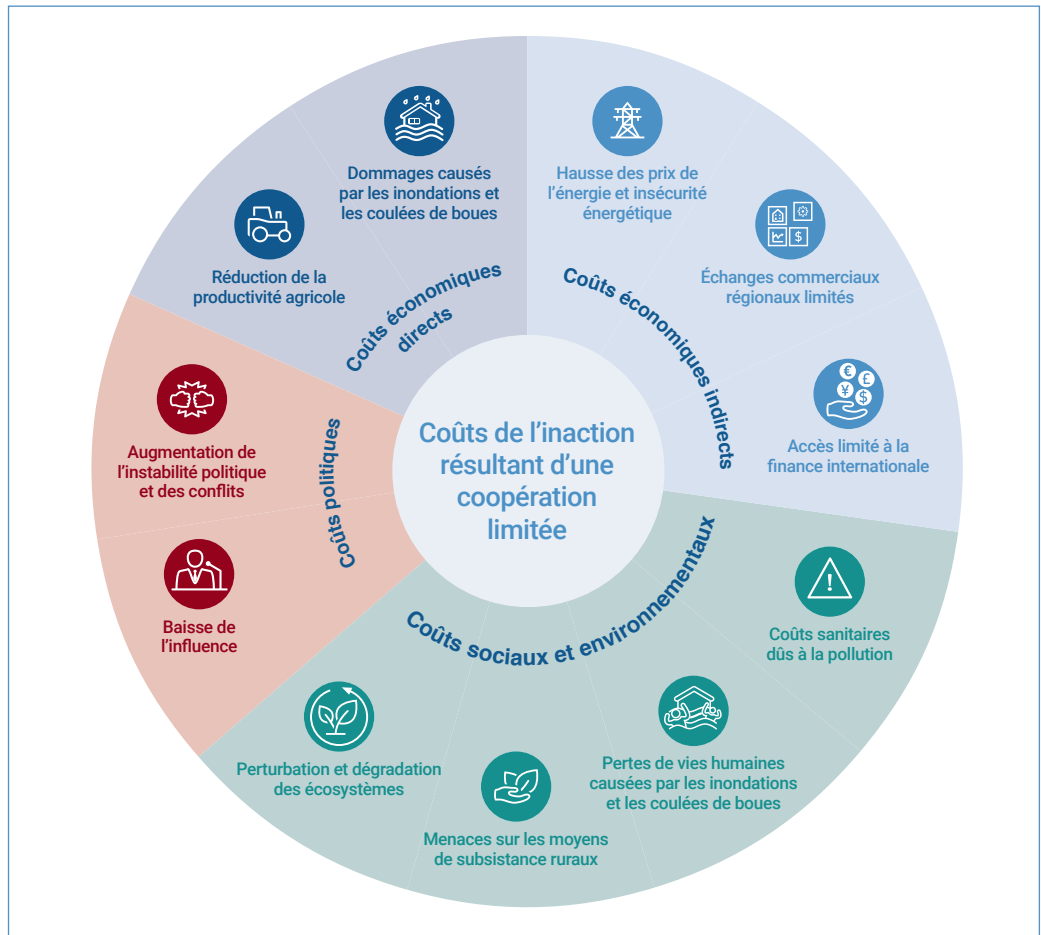 Coûts de l’inaction
résultant d’une
coopération
limitée
Coûts économiques
directs
Dommages causés
par les inondations et
les coulées de boues
Réduction de la
productivité agricole
Coûts économiques indirects
Hausse des prix de
l’énergie et insécurité
énergétique
Échanges commerciaux
régionaux limités
$
€
£
¥
$
Accès limité à la
finance internationale
Coûts sociaux et environnementaux
!
Coûts sanitaires
dûs à la pollution
Pertes de vies humaines
causées par les inondations
et les coulées de boues
Menaces sur les moyens
de subsistance ruraux
Perturbation et dégradation
des écosystèmes
Coûts politiques
Baisse de
l’influence
Augmentation de
l’instabilité politique
et des conflits